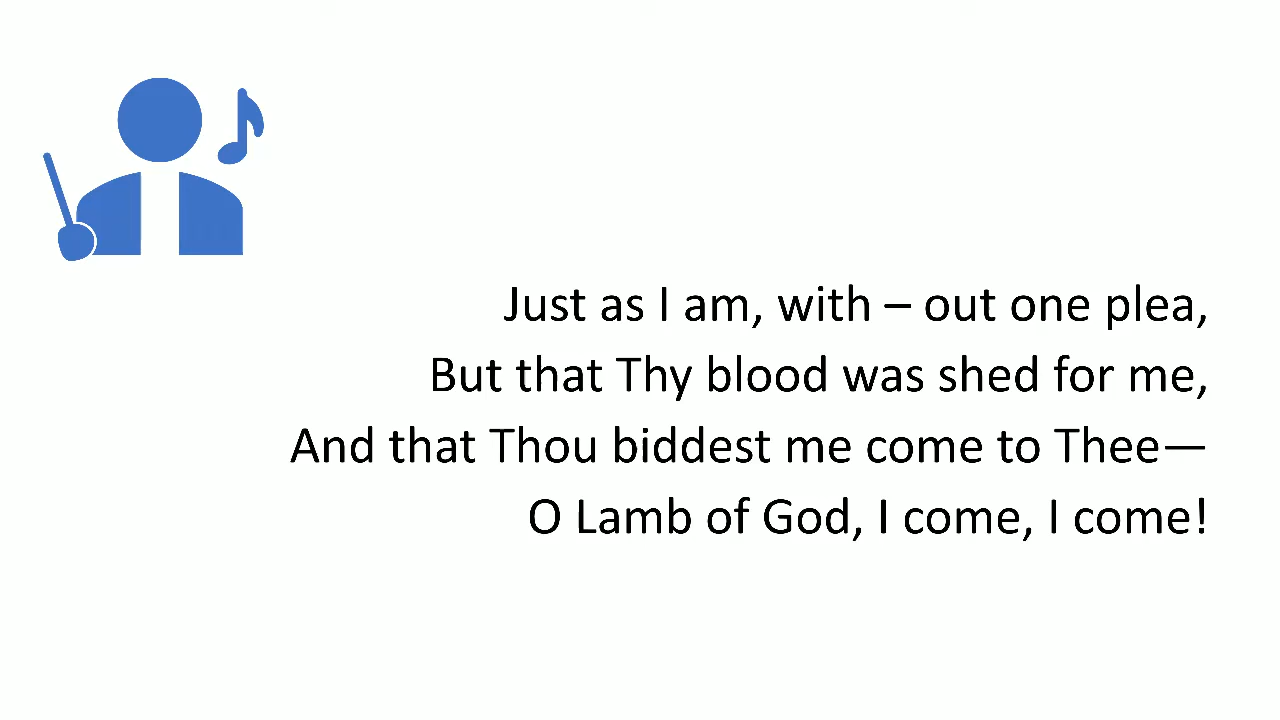 Just as I am, with – out one plea,
But that Thy blood was shed for me,
And that Thou biddest me come to Thee—
O Lamb of God, I come, I come!